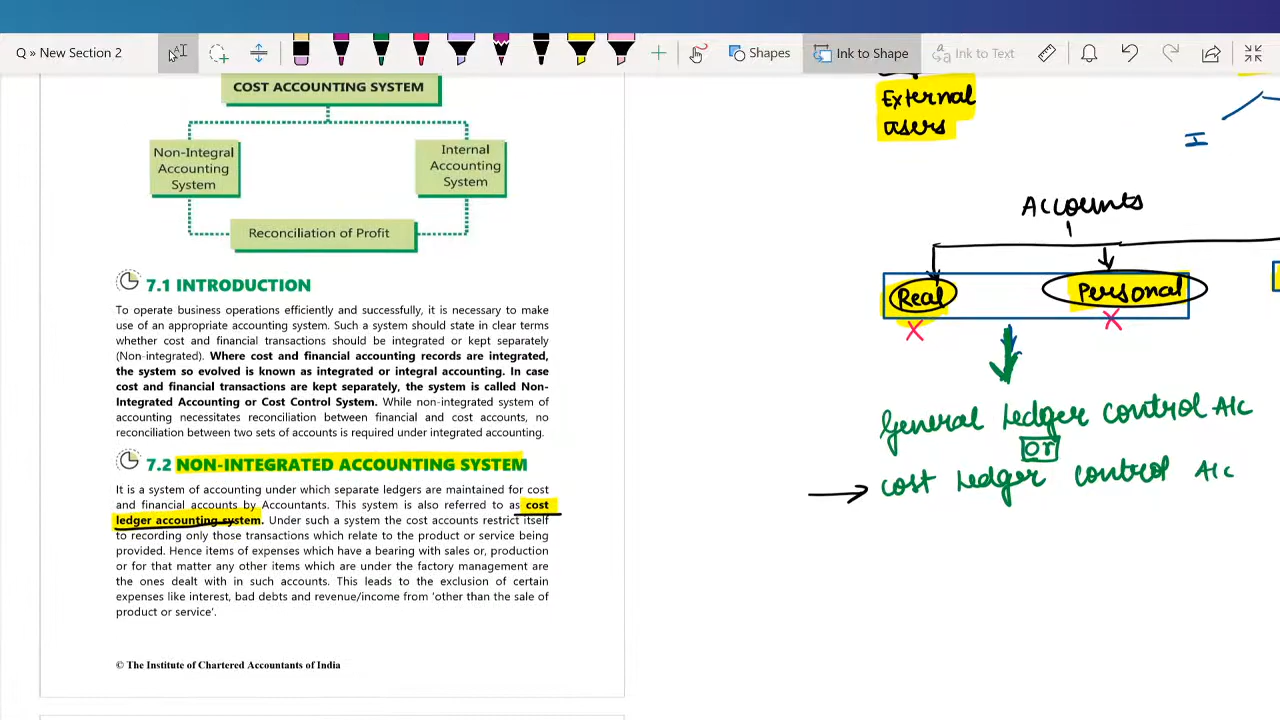 Q » New Section 2
Shapes
Ink to Shape
Ink to Text
COST ACCOUNTING SYSTEM
Non-Integral
Accounting
System
Internal
Accounting
System
Reconciliation of Profit
7.1 INTRODUCTION
To operate business operations efficiently and successfully, it is necessary to make
use of an appropriate accounting system. Such a system should state in clear terms
whether cost and financial transactions should be integrated or kept separately
(Non-integrated). Where cost and financial accounting records are integrated,
the system so evolved is known as integrated or integral accounting. In case
cost and financial transactions are kept separately, the system is called Non-
Integrated Accounting or Cost Control System. While non-integrated system of
accounting necessitates reconciliation between financial and cost accounts, no
reconciliation between two sets of accounts is required under integrated accounting.
7.2 NON-INTEGRATED ACCOUNTING SYSTEM
It is a system of accounting under which separate ledgers are maintained for cost
and financial accounts by Accountants. This system is also referred to as cost
ledger accounting system. Under such a system the cost accounts restrict itself
to recording only those transactions which relate to the product or service being
provided. Hence items of expenses which have a bearing with sales or, production
or for that matter any other items which are under the factory management are
the ones dealt with in such accounts. This leads to the exclusion of certain
expenses like interest, bad debts and revenue/income from 'other than the sale of
product or service'.
© The Institute of Chartered Accountants of India
External
users
I
Accounts
Real
Personal
General Ledger control A/c
or
cost Ledger control A/c